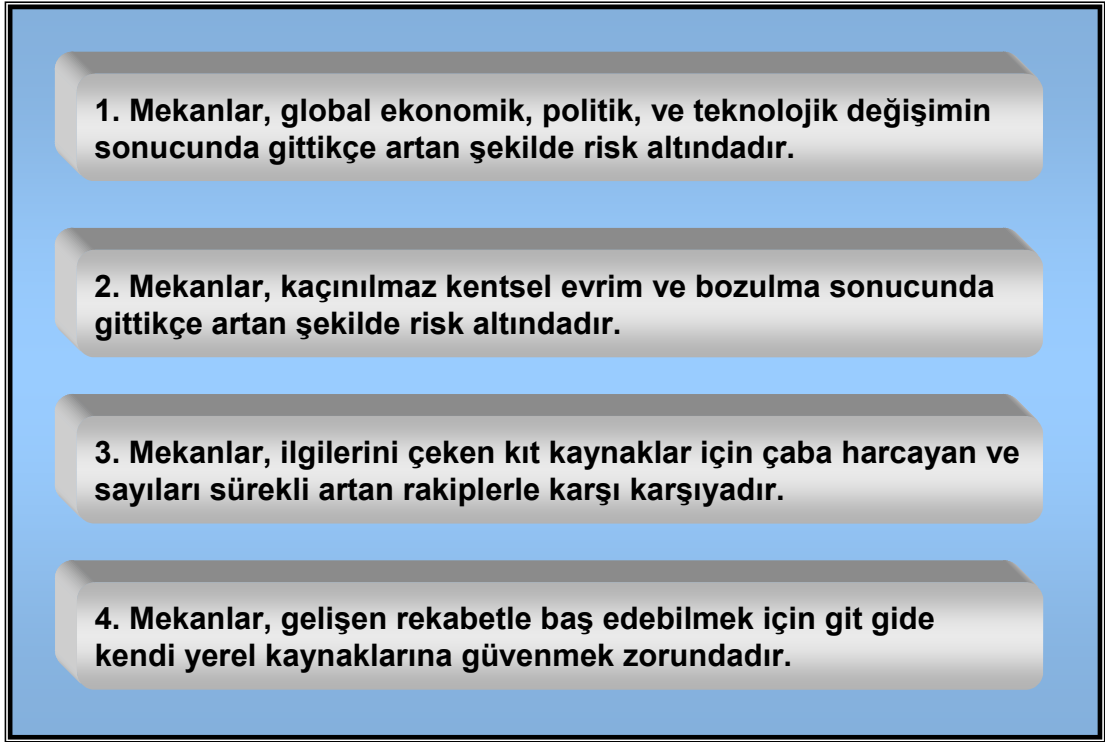 1. Mekanlar, global ekonomik, politik, ve teknolojik değişimin
sonucunda gittikçe artan şekilde risk altındadır.
2. Mekanlar, kaçınılmaz kentsel evrim ve bozulma sonucunda
gittikçe artan şekilde risk altındadır.
3. Mekanlar, ilgilerini çeken kıt kaynaklar için çaba harcayan ve
sayıları sürekli artan rakiplerle karşı karşıyadır.
4. Mekanlar, gelişen rekabetle baş edebilmek için git gide
kendi yerel kaynaklarına güvenmek zorundadır.